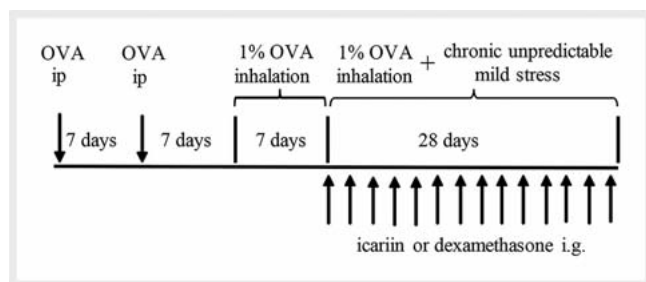 OVA ip
OVA ip
1% OVA inhalation
1% OVA inhalation + chronic unpredictable mild stress
7 days
7 days
7 days
28 days
icariin or dexamethasone i.g.